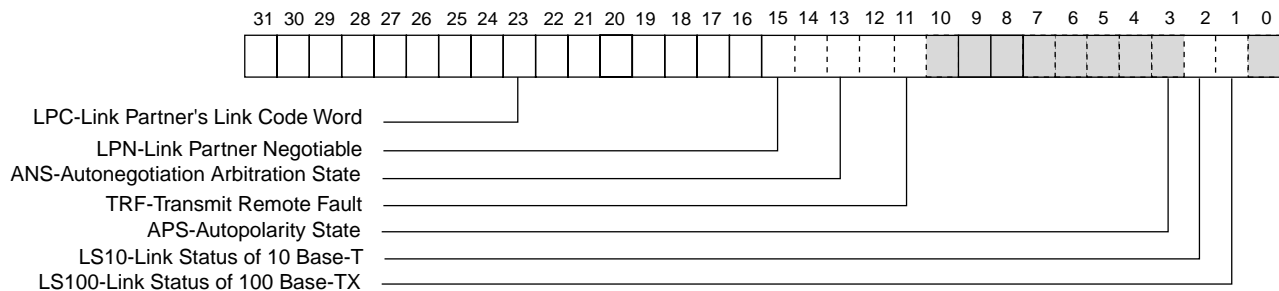 31 30 29 28 27 26 25 24 23 22 21 20 19 18 17 16 15 14 13 12 11 10 9 8 7 6 5 4 3 2 1 0
LPC-Link Partner's Link Code Word
LPN-Link Partner Negotiable
ANS-Autonegotiation Arbitration State
TRF-Transmit Remote Fault
APS-Autopolarity State
LS10-Link Status of 10 Base-T
LS100-Link Status of 100 Base-TX